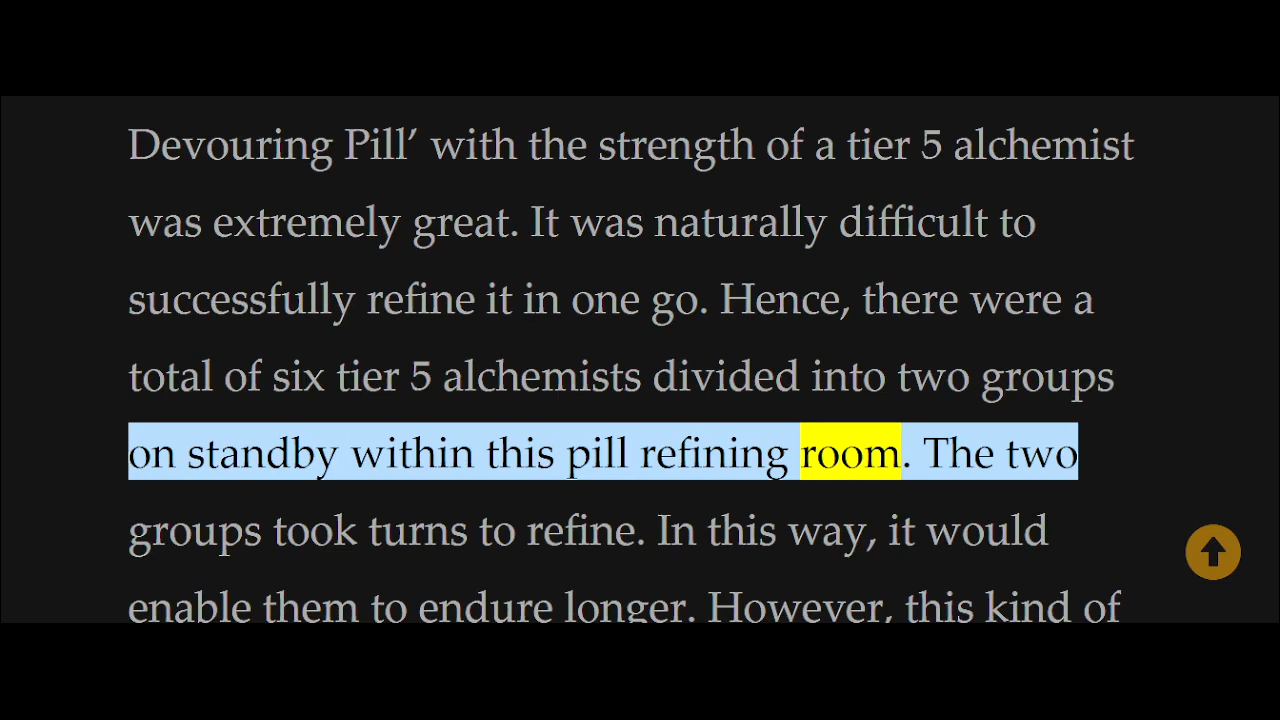 Devouring Pill’ with the strength of a tier 5 alchemist
was extremely great. It was naturally difficult to
successfully refine it in one go. Hence, there were a
total of six tier 5 alchemists divided into two groups
on standby within this pill refining room. The two
groups took turns to refine. In this way, it would
enable them to endure longer. However, this kind of